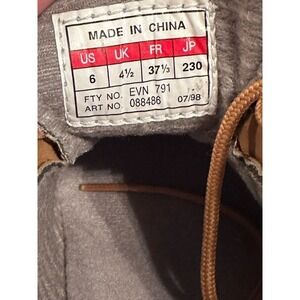 MADE IN CHINA
US UK FR JP
6 4½ 37⅓ 230
FTY NO. EVN 791
ART NO. 088486 07/98